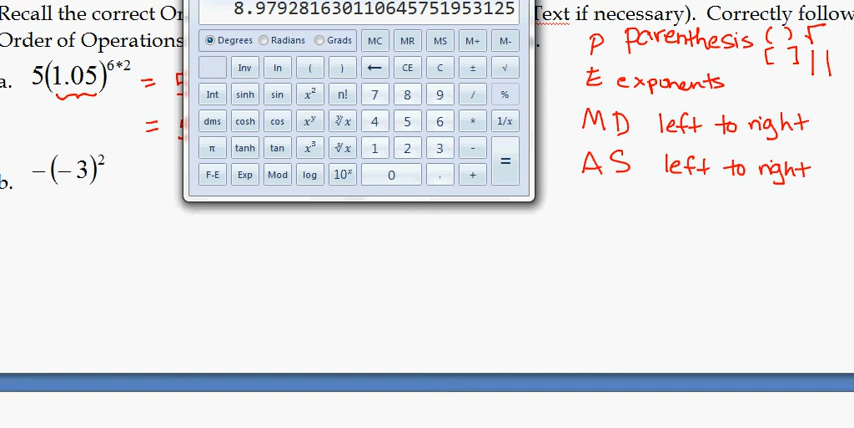 Recall the correct Or
Text if necessary). Correctly follow
Order of Operations
a. 5(1.05)^6*2 =
=
b. −(−3)²
8.979281630110645751953125
Degrees Radians Grads MC MR MS M+ M-
Inv ln ( ) ← CE C ± √
Int sinh sin x² n! 7 8 9 / %
dms cosh cos xʸ ʸ√x 4 5 6 * 1/x
π tanh tan x³ ³√x 1 2 3 - =
F-E Exp Mod log 10ˣ 0 . +
P parenthesis ( ) √
[ ] | |
E exponents
MD left to right
AS left to right